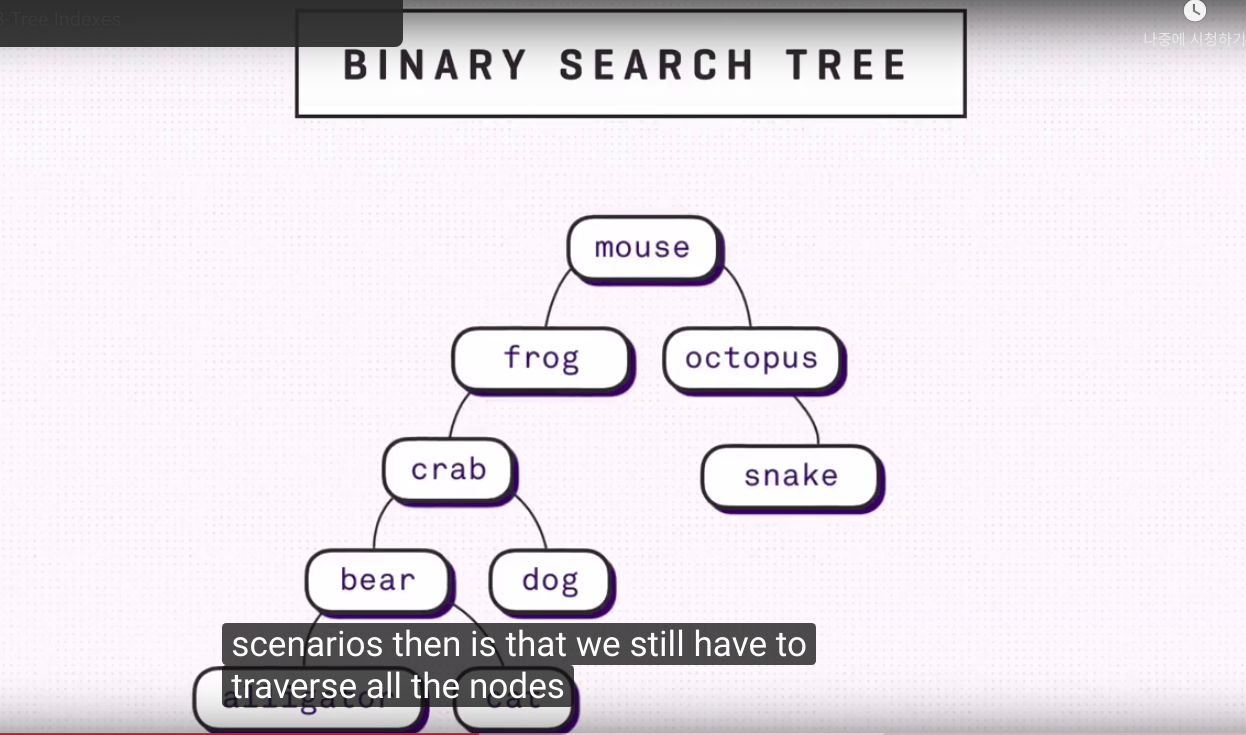 B-Tree Indexes
나중에 시청하기
BINARY SEARCH TREE
mouse
frog
octopus
crab
snake
bear
dog
scenarios then is that we still have to
traverse all the nodes
alligator
cat